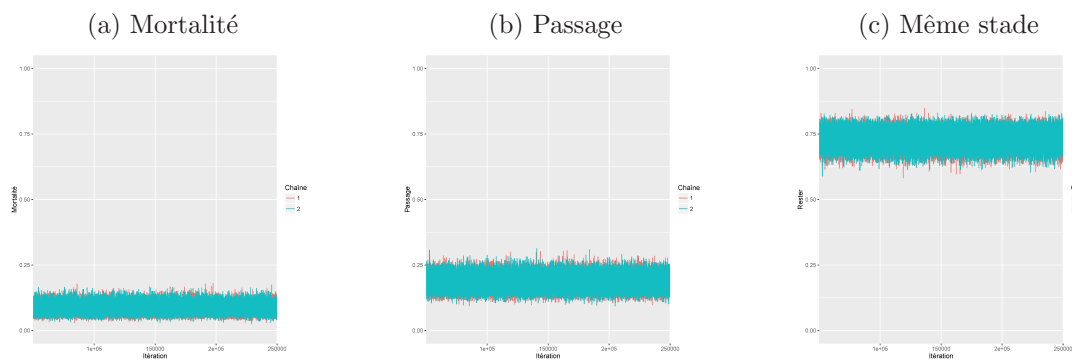 (a) Mortalité
(b) Passage
(c) Même stade
1.00
0.75
0.50
0.25
0.00
Mortalité
1e+05
150000
2e+05
250000
Itération
Chaîne
1
2
1.00
0.75
0.50
0.25
0.00
Passage
1e+05
150000
2e+05
250000
Itération
Chaîne
1
2
1.00
0.75
0.50
0.25
0.00
Rester
1e+05
150000
2e+05
250000
Itération